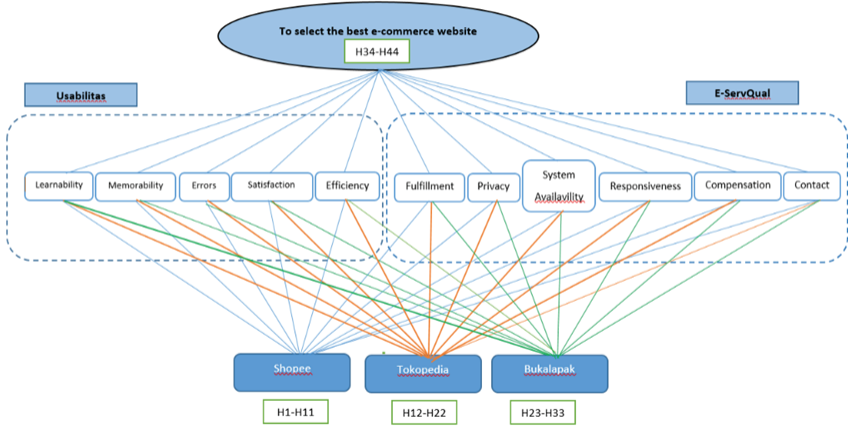 To select the best e-commerce website
H34-H44
Usabilitas
E-ServQual
Learnability
Memorability
Errors
Satisfaction
Efficiency
Fulfillment
Privacy
System
Availavility
Responsiveness
Compensation
Contact
Shopee
Tokopedia
Bukalapak
H1-H11
H12-H22
H23-H33